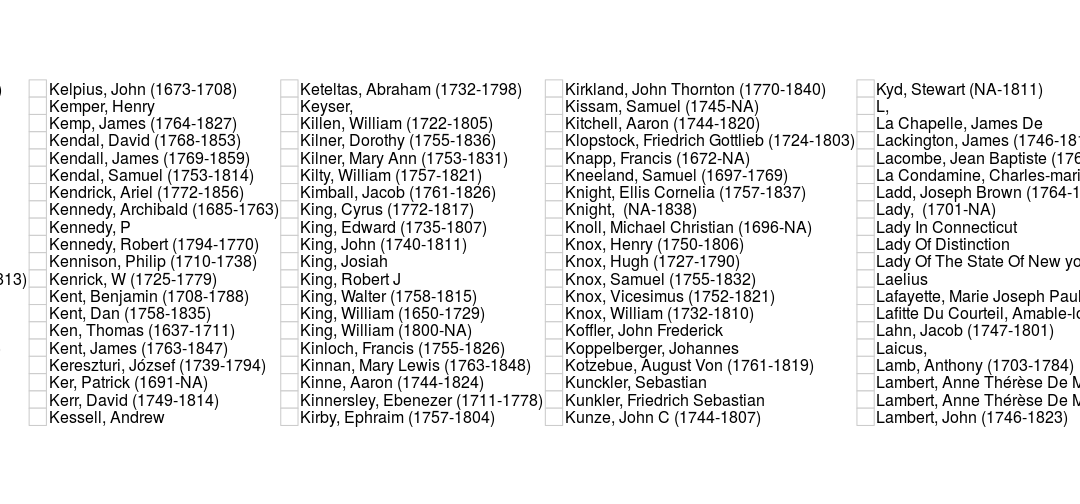 )
813)
Kelpius, John (1673-1708)
Kemper, Henry
Kemp, James (1764-1827)
Kendal, David (1768-1853)
Kendall, James (1769-1859)
Kendal, Samuel (1753-1814)
Kendrick, Ariel (1772-1856)
Kennedy, Archibald (1685-1763)
Kennedy, P
Kennedy, Robert (1794-1770)
Kennison, Philip (1710-1738)
Kenrick, W (1725-1779)
Kent, Benjamin (1708-1788)
Kent, Dan (1758-1835)
Ken, Thomas (1637-1711)
Kent, James (1763-1847)
Kereszturi, József (1739-1794)
Ker, Patrick (1691-NA)
Kerr, David (1749-1814)
Kessell, Andrew
Keteltas, Abraham (1732-1798)
Keyser,
Killen, William (1722-1805)
Kilner, Dorothy (1755-1836)
Kilner, Mary Ann (1753-1831)
Kilty, William (1757-1821)
Kimball, Jacob (1761-1826)
King, Cyrus (1772-1817)
King, Edward (1735-1807)
King, John (1740-1811)
King, Josiah
King, Robert J
King, Walter (1758-1815)
King, William (1650-1729)
King, William (1800-NA)
Kinloch, Francis (1755-1826)
Kinnan, Mary Lewis (1763-1848)
Kinne, Aaron (1744-1824)
Kinnersley, Ebenezer (1711-1778)
Kirby, Ephraim (1757-1804)
Kirkland, John Thornton (1770-1840)
Kissam, Samuel (1745-NA)
Kitchell, Aaron (1744-1820)
Klopstock, Friedrich Gottlieb (1724-1803)
Knapp, Francis (1672-NA)
Kneeland, Samuel (1697-1769)
Knight, Ellis Cornelia (1757-1837)
Knight,  (NA-1838)
Knoll, Michael Christian (1696-NA)
Knox, Henry (1750-1806)
Knox, Hugh (1727-1790)
Knox, Samuel (1755-1832)
Knox, Vicesimus (1752-1821)
Knox, William (1732-1810)
Koffler, John Frederick
Koppelberger, Johannes
Kotzebue, August Von (1761-1819)
Kunckler, Sebastian
Kunkler, Friedrich Sebastian
Kunze, John C (1744-1807)
Kyd, Stewart (NA-1811)
L,
La Chapelle, James De
Lackington, James (1746-181
Lacombe, Jean Baptiste (176
La Condamine, Charles-mari
Ladd, Joseph Brown (1764-1
Lady,  (1701-NA)
Lady In Connecticut
Lady Of Distinction
Lady Of The State Of New yo
Laelius
Lafayette, Marie Joseph Paul
Lafitte Du Courteil, Amable-lo
Lahn, Jacob (1747-1801)
Laicus,
Lamb, Anthony (1703-1784)
Lambert, Anne Thérèse De M
Lambert, Anne Thérèse De M
Lambert, John (1746-1823)